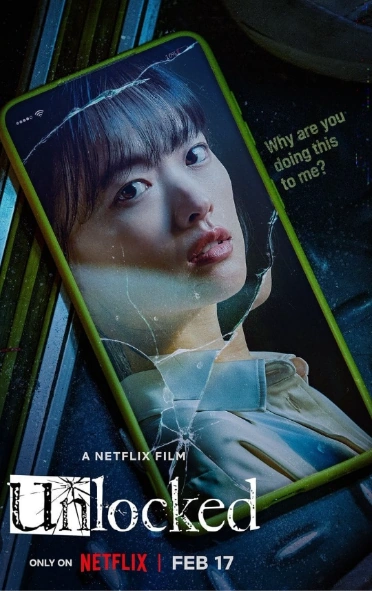 Why are you
doing this
to me?
A NETFLIX FILM
Unlocked
ONLY ON NETFLIX | FEB 17